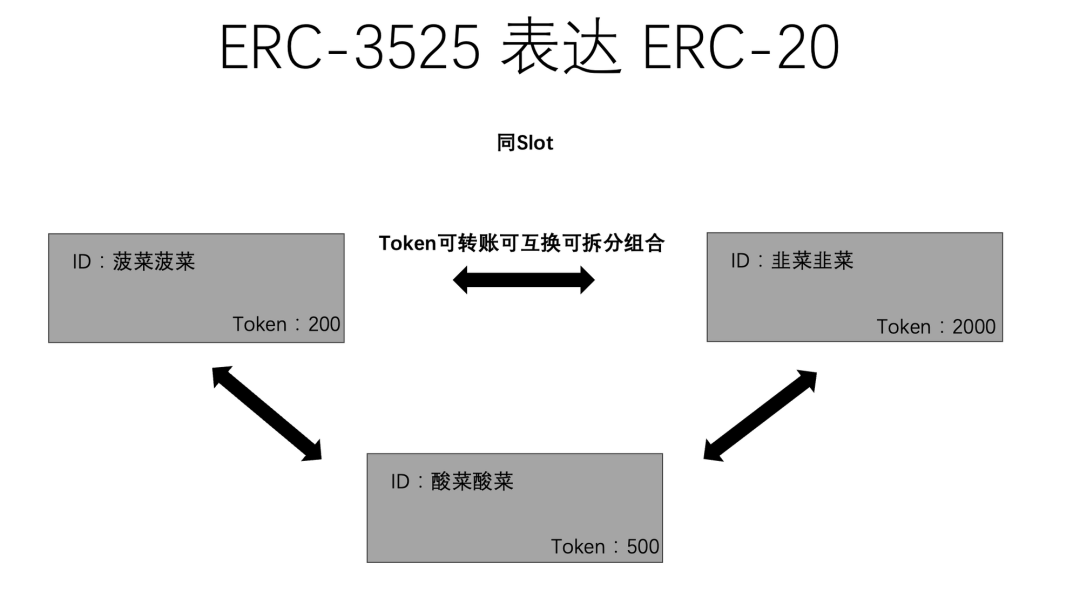 ERC-3525 表达 ERC-20
同Slot
Token可转账可互换可拆分组合
ID：菠菜菠菜
Token：200
ID：韭菜韭菜
Token：2000
ID：酸菜酸菜
Token：500